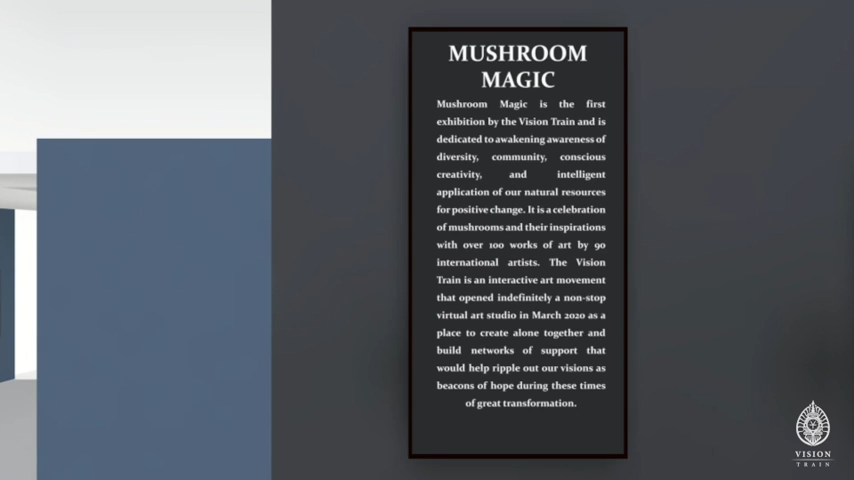 MUSHROOM
MAGIC
Mushroom Magic is the first
exhibition by the Vision Train and is
dedicated to awakening awareness of
diversity, community, conscious
creativity, and intelligent
application of our natural resources
for positive change. It is a celebration
of mushrooms and their inspirations
with over 100 works of art by 90
international artists. The Vision
Train is an interactive art movement
that opened indefinitely a non-stop
virtual art studio in March 2020 as a
place to create alone together and
build networks of support that
would help ripple out our visions as
beacons of hope during these times
of great transformation.
VISION
TRAIN